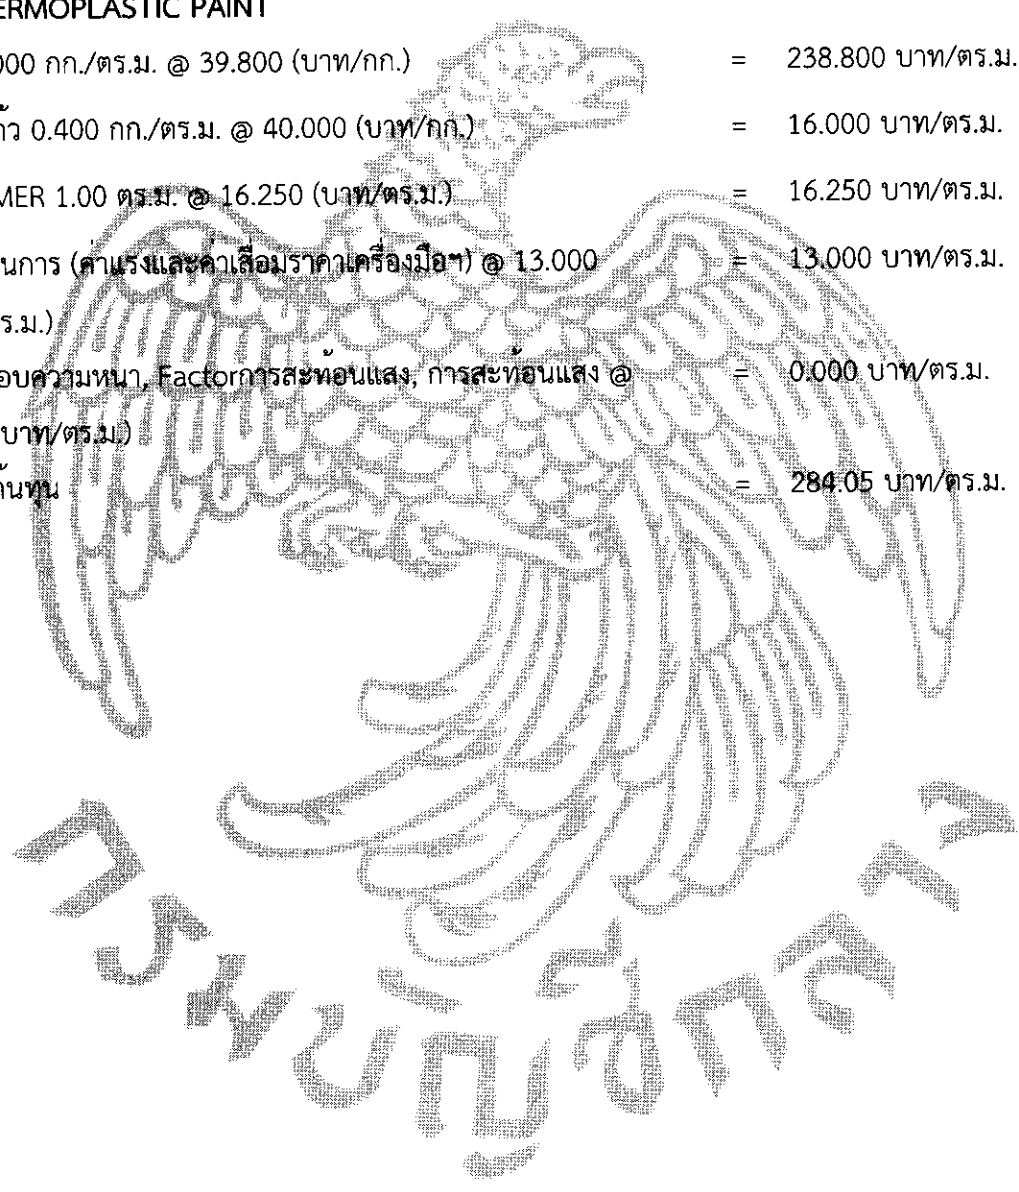 ERMOPLASTIC PAINT
000 กก./ตร.ม. @ 39.800 (บาท/กก.) = 238.800 บาท/ตร.ม.
ก้ว 0.400 กก./ตร.ม. @ 40.000 (บาท/กก.) = 16.000 บาท/ตร.ม.
MER 1.00 ตร.ม. @ 16.250 (บาท/ตร.ม.) = 16.250 บาท/ตร.ม.
นการ (ค่าแรงและค่าเสื่อมราคาเครื่องมือฯ) @ 13.000 = 13.000 บาท/ตร.ม.
ร.ม.)
อบความหนา, Factorการสะท้อนแสง, การสะท้อนแสง @ = 0.000 บาท/ตร.ม.
บาท/ตร.ม.)
ต้นทุน = 284.05 บาท/ตร.ม.
กรมบัญชีกลาง